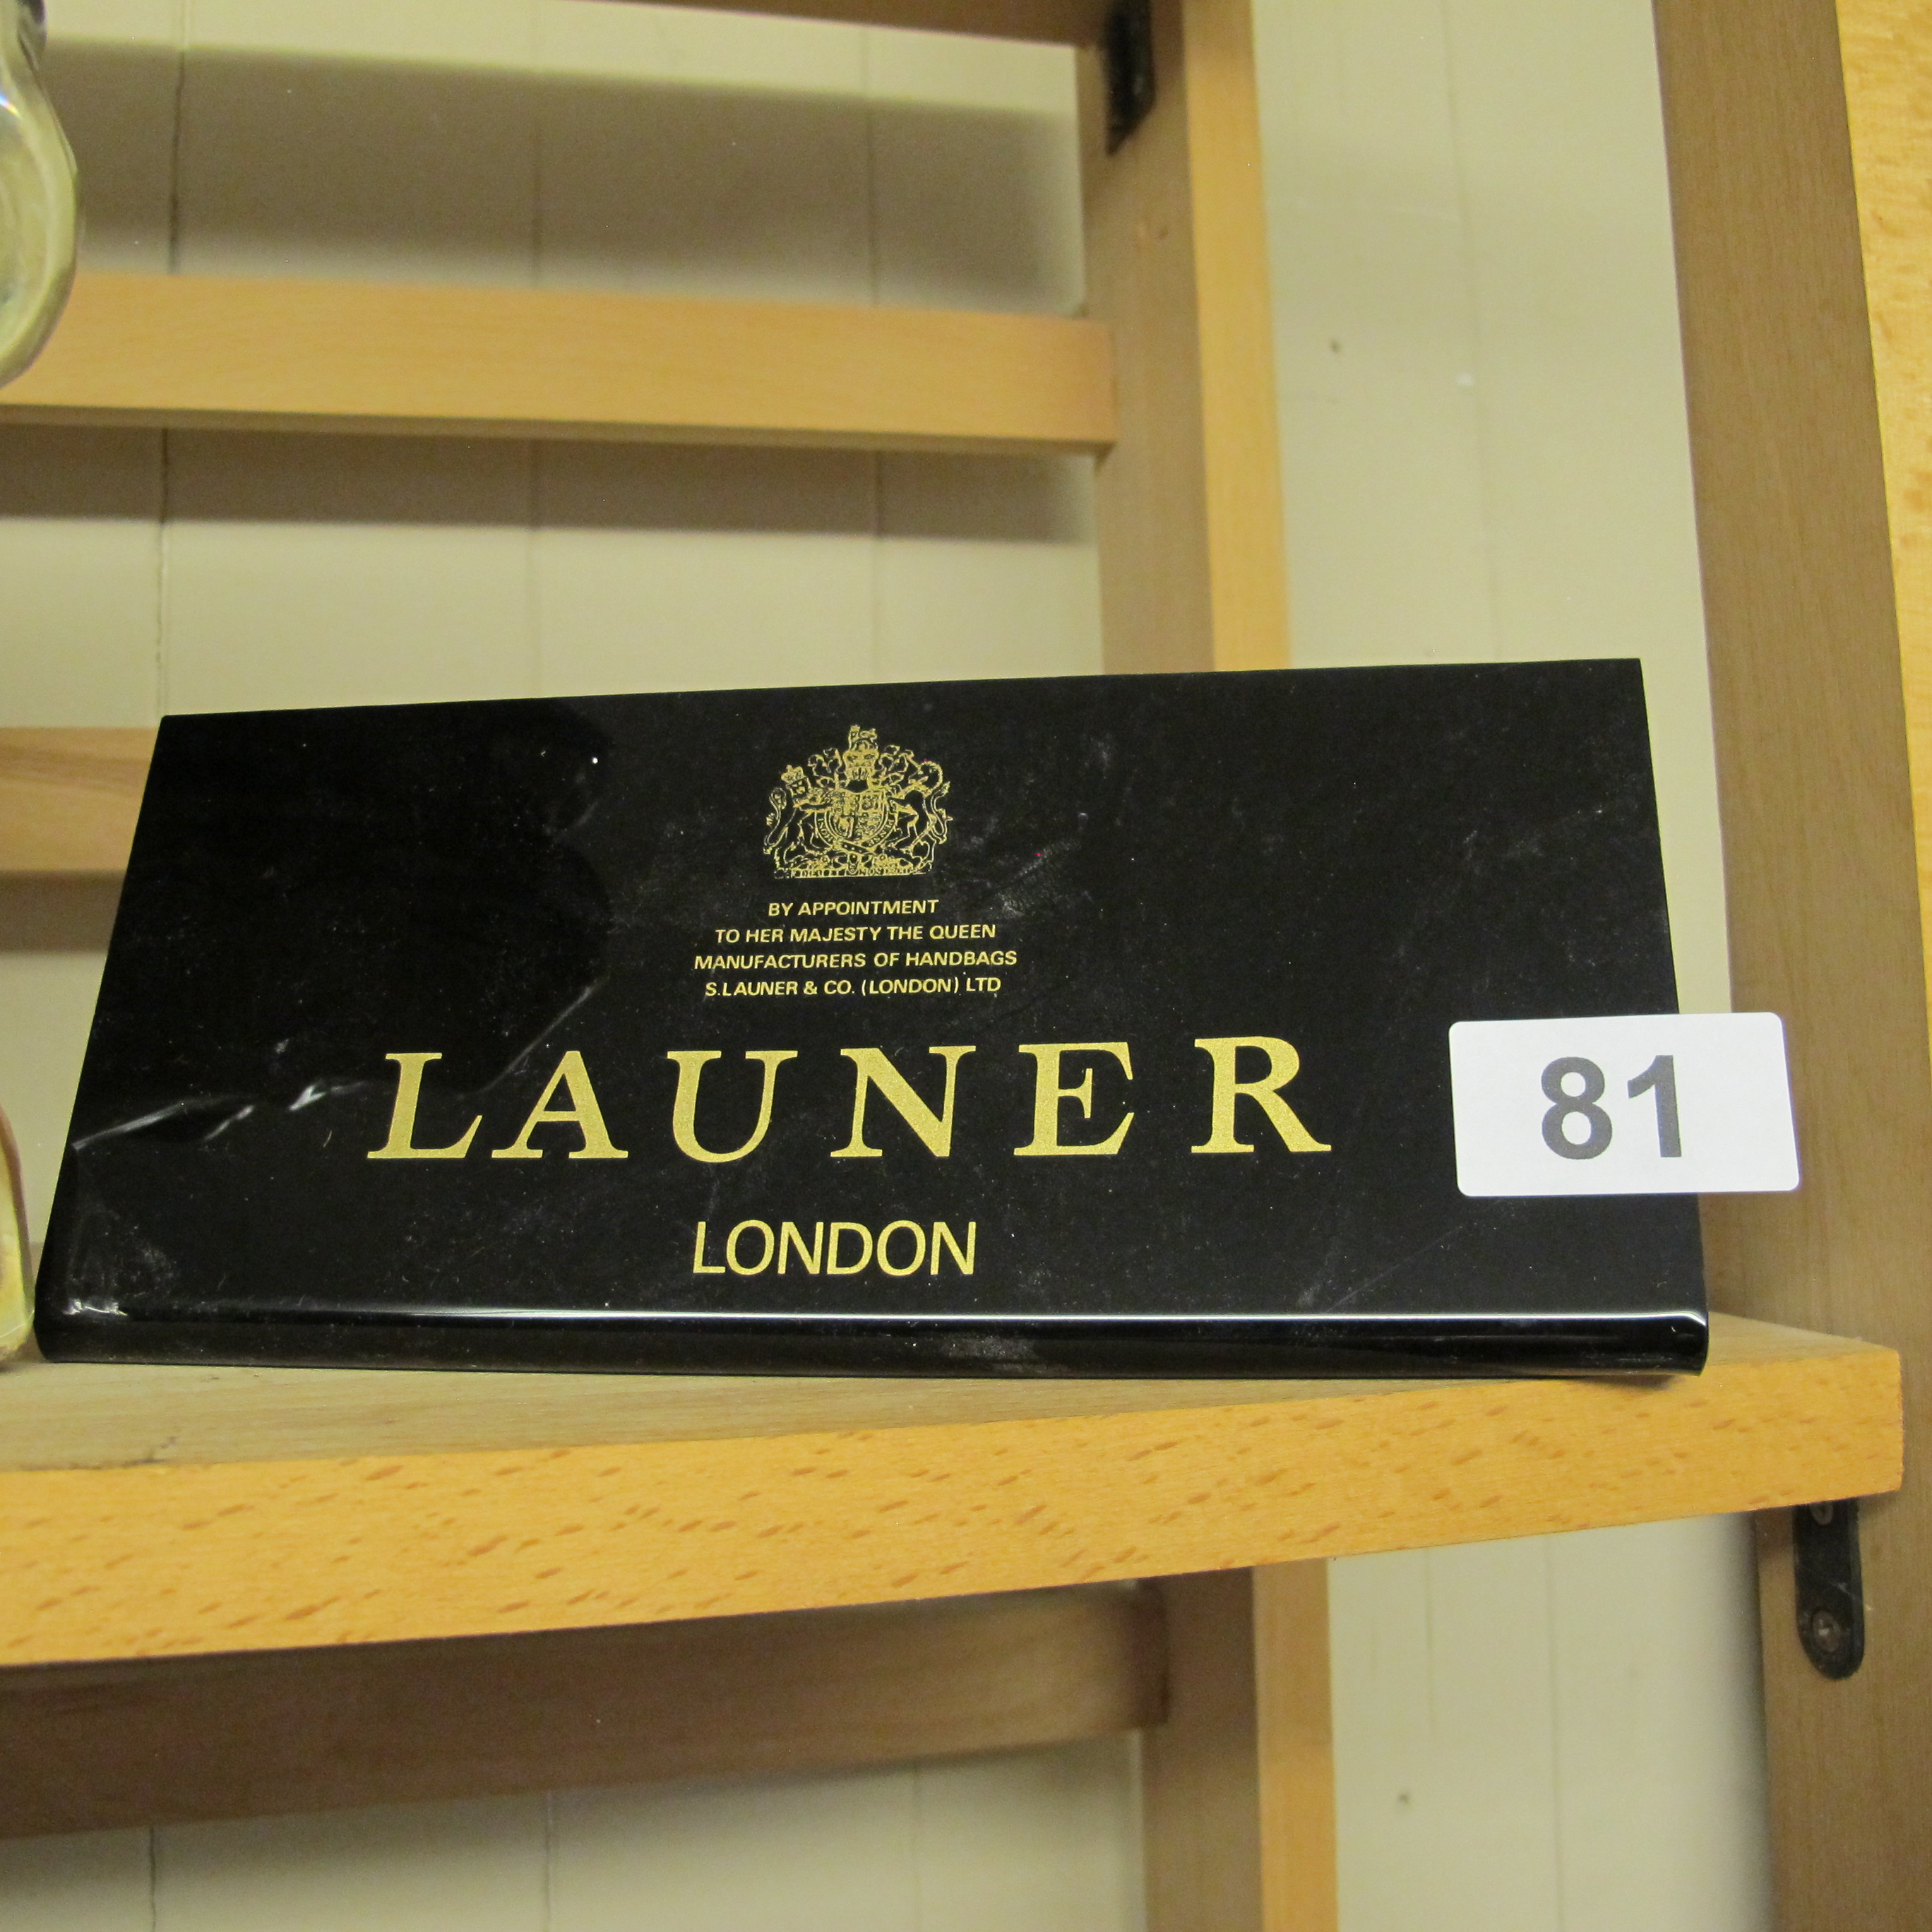 BY APPOINTMENT
TO HER MAJESTY THE QUEEN
MANUFACTURERS OF HANDBAGS
S.LAUNER & CO. (LONDON) LTD
LAUNER
81
LONDON